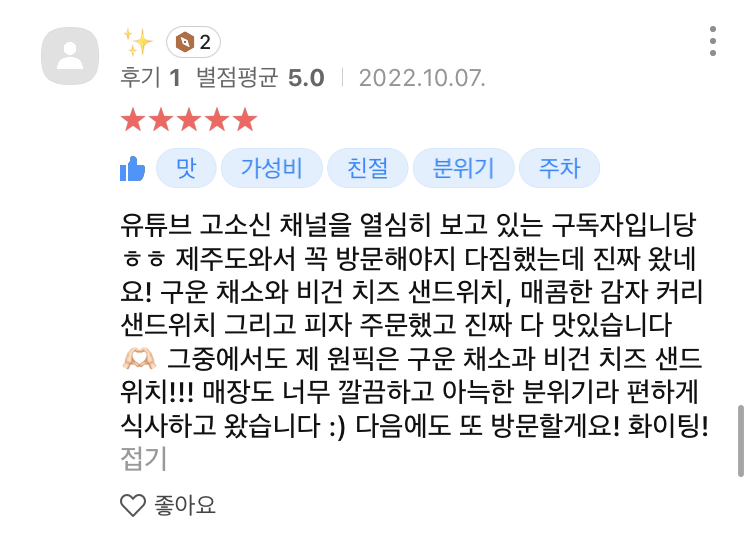 ✨ 2
후기 1 별점평균 5.0 2022.10.07.
★★★★★
맛 가성비 친절 분위기 주차
유튜브 고소신 채널을 열심히 보고 있는 구독자입니당
ㅎㅎ 제주도와서 꼭 방문해야지 다짐했는데 진짜 왔네
요! 구운 채소와 비건 치즈 샌드위치, 매콤한 감자 커리
샌드위치 그리고 피자 주문했고 진짜 다 맛있습니다
🫶🏻 그중에서도 제 원픽은 구운 채소과 비건 치즈 샌드
위치!!! 매장도 너무 깔끔하고 아늑한 분위기라 편하게
식사하고 왔습니다 :) 다음에도 또 방문할게요! 화이팅!
접기
좋아요